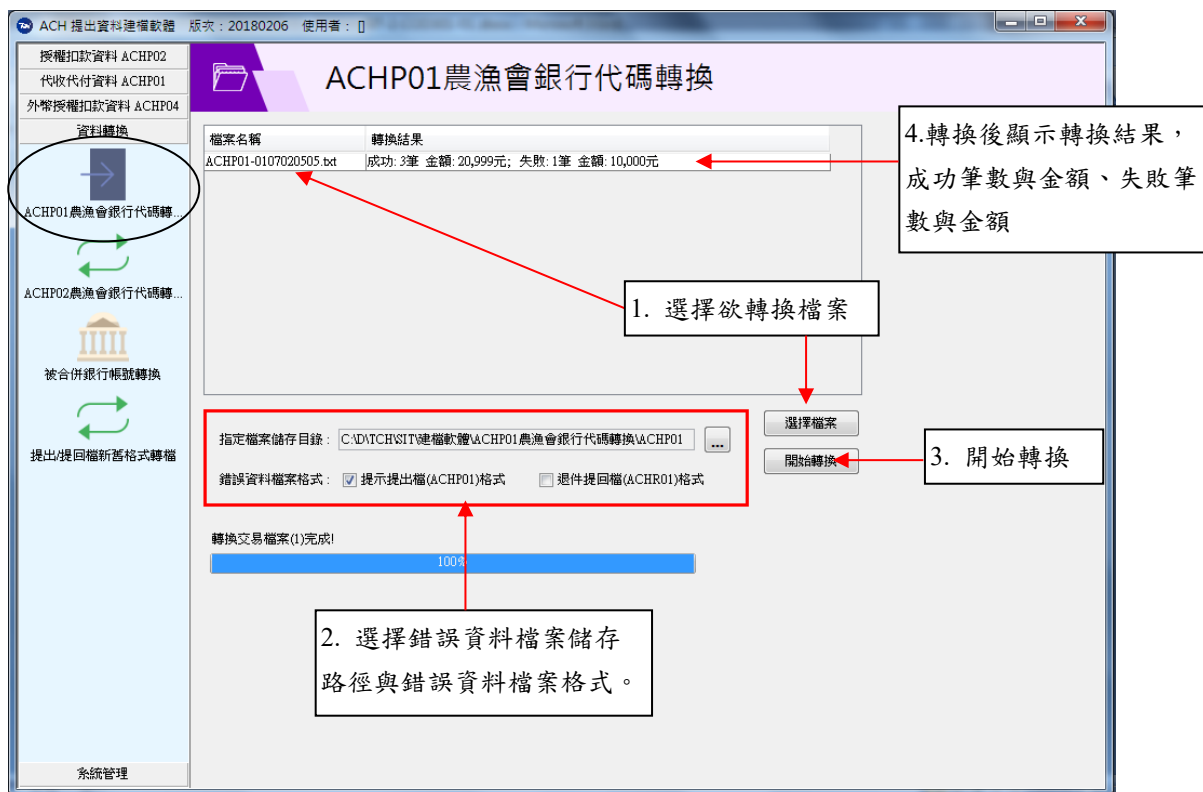 ACH 提出資料建檔軟體 版次：20180206 使用者：[]
授權扣款資料 ACHP02
代收代付資料 ACHP01
外幣授權扣款資料 ACHP04
資料轉換
ACHP01農漁會銀行代碼轉...
ACHP02農漁會銀行代碼轉...
被合併銀行帳號轉換
提出/提回檔新舊格式轉檔
系統管理
ACHP01農漁會銀行代碼轉換
檔案名稱 轉換結果
ACHP01-0107020505.txt 成功: 3筆 金額: 20,999元; 失敗: 1筆 金額: 10,000元
4.轉換後顯示轉換結果，
成功筆數與金額、失敗筆
數與金額
1. 選擇欲轉換檔案
指定檔案儲存目錄： C:\D\TCH\SIT\建檔軟體\ACHP01農漁會銀行代碼轉換\ACHP01 ...
選擇檔案
錯誤資料檔案格式： 提示提出檔(ACHP01)格式 退件提回檔(ACHR01)格式
開始轉換
3. 開始轉換
轉換交易檔案(1)完成!
100%
2. 選擇錯誤資料檔案儲存
路徑與錯誤資料檔案格式。